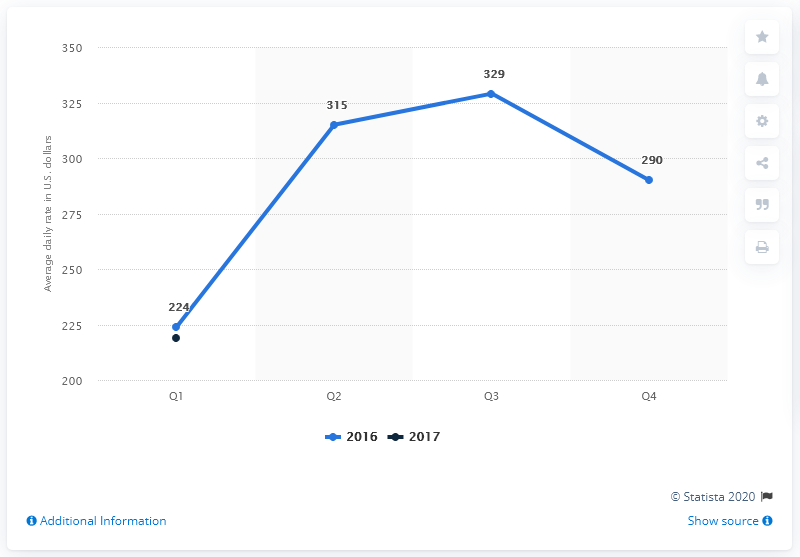 350
329
325
315
300
290
275
250
224
225
200
Average daily rate in U.S. dollars
Q1 Q2 Q3 Q4
2016 2017
© Statista 2020
Additional Information
Show source